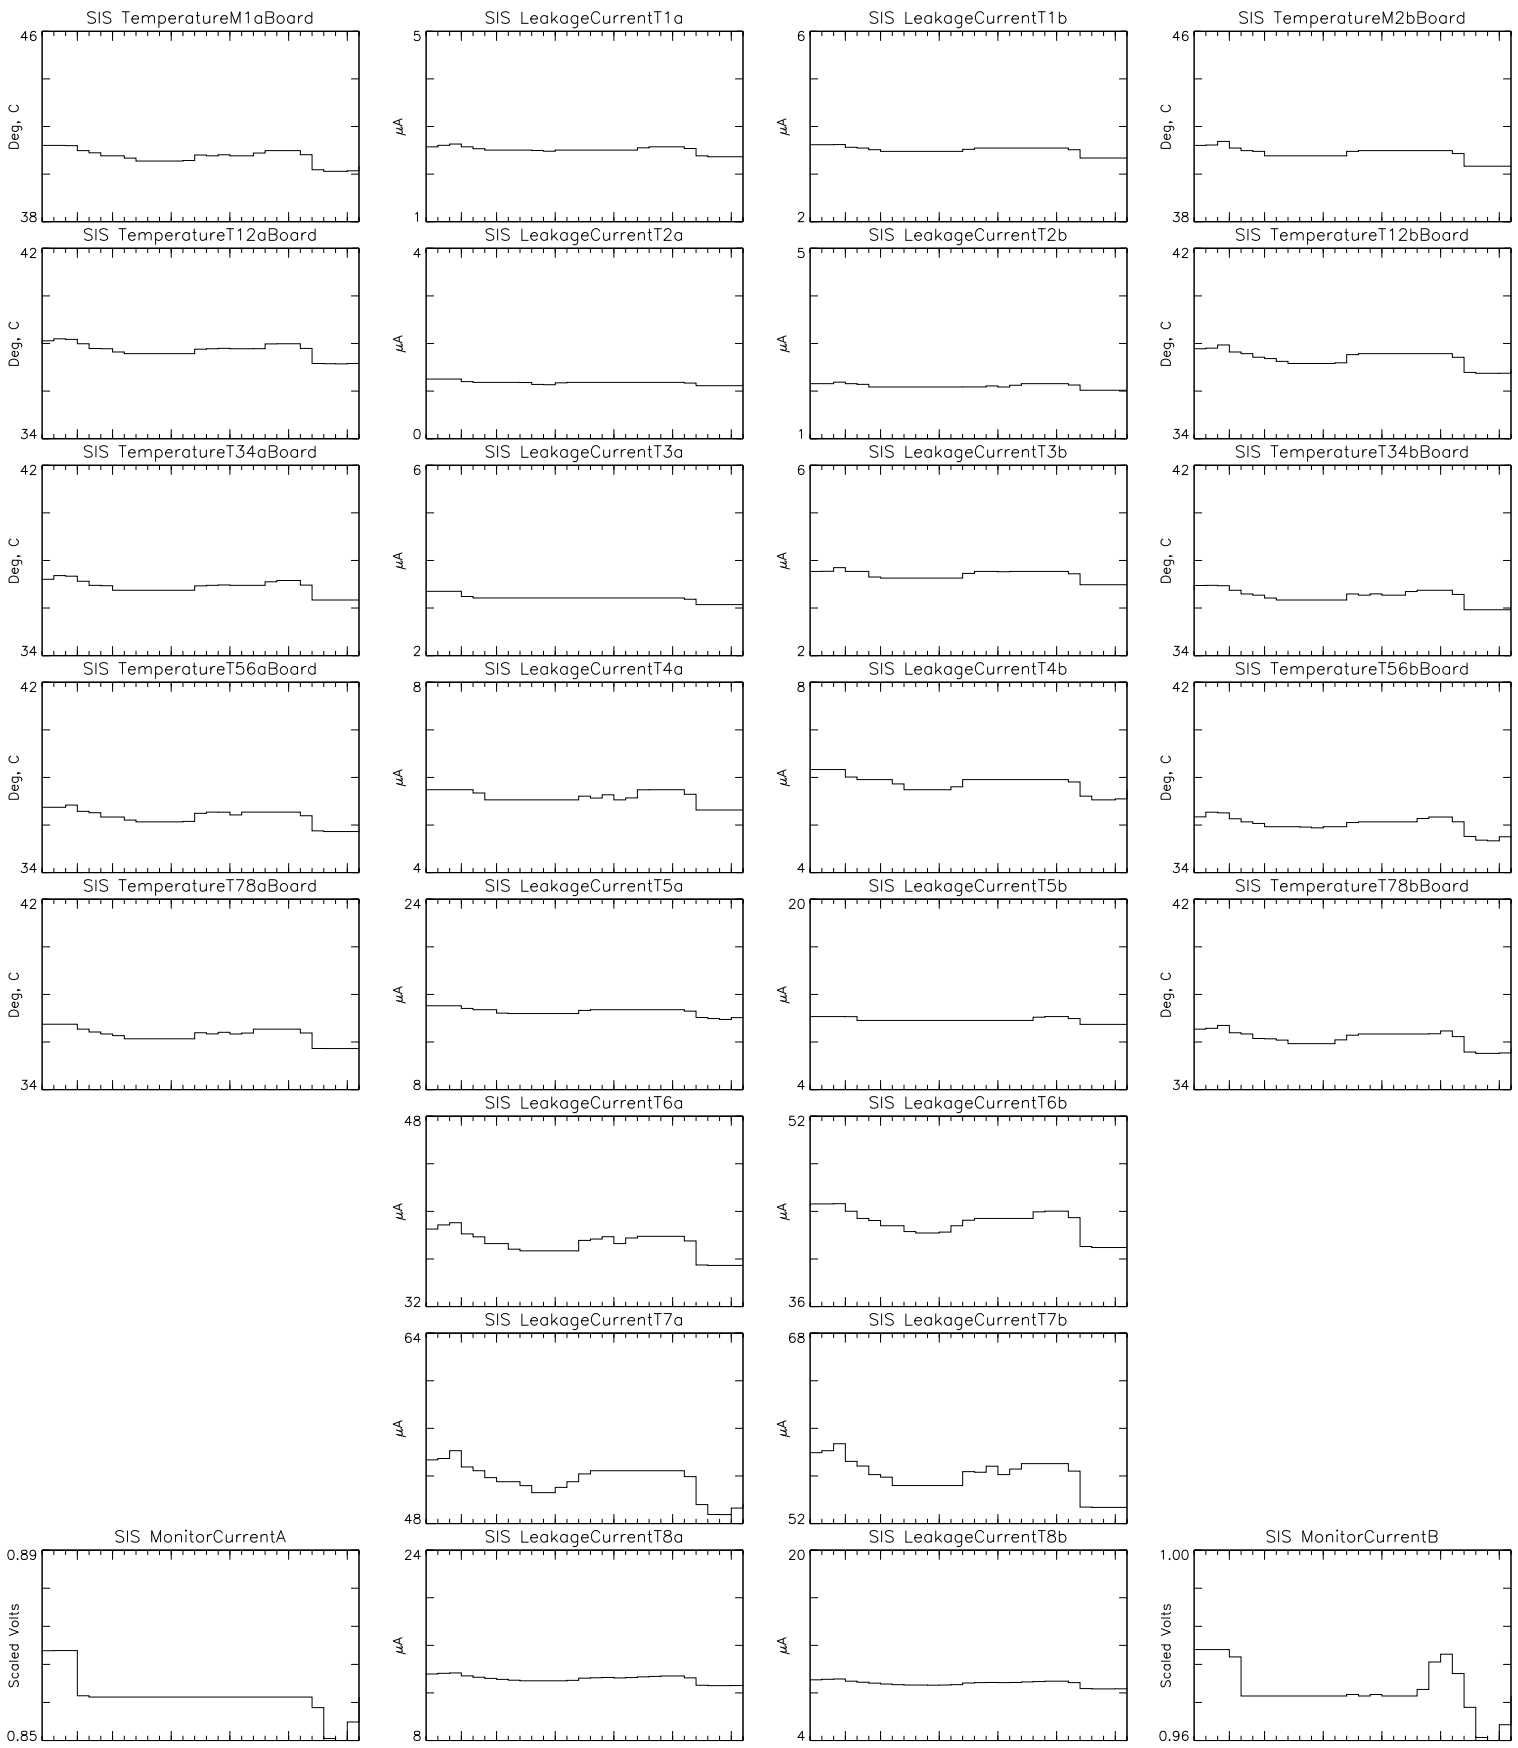 SIS TemperatureM1aBoard
46
Deg, C
38
SIS LeakageCurrentT1a
5
μA
1
SIS LeakageCurrentT1b
6
μA
2
SIS TemperatureM2bBoard
46
Deg, C
38
SIS TemperatureT12aBoard
42
Deg, C
34
SIS LeakageCurrentT2a
4
μA
0
SIS LeakageCurrentT2b
5
μA
1
SIS TemperatureT12bBoard
42
Deg, C
34
SIS TemperatureT34aBoard
42
Deg, C
34
SIS LeakageCurrentT3a
6
μA
2
SIS LeakageCurrentT3b
6
μA
2
SIS TemperatureT34bBoard
42
Deg, C
34
SIS TemperatureT56aBoard
42
Deg, C
34
SIS LeakageCurrentT4a
8
μA
4
SIS LeakageCurrentT4b
8
μA
4
SIS TemperatureT56bBoard
42
Deg, C
34
SIS TemperatureT78aBoard
42
Deg, C
34
SIS LeakageCurrentT5a
24
μA
8
SIS LeakageCurrentT5b
20
μA
4
SIS TemperatureT78bBoard
42
Deg, C
34
SIS LeakageCurrentT6a
48
μA
32
SIS LeakageCurrentT6b
52
μA
36
SIS LeakageCurrentT7a
64
μA
48
SIS LeakageCurrentT7b
68
μA
52
SIS MonitorCurrentA
0.89
Scaled Volts
0.85
SIS LeakageCurrentT8a
24
μA
8
SIS LeakageCurrentT8b
20
μA
4
SIS MonitorCurrentB
1.00
Scaled Volts
0.96